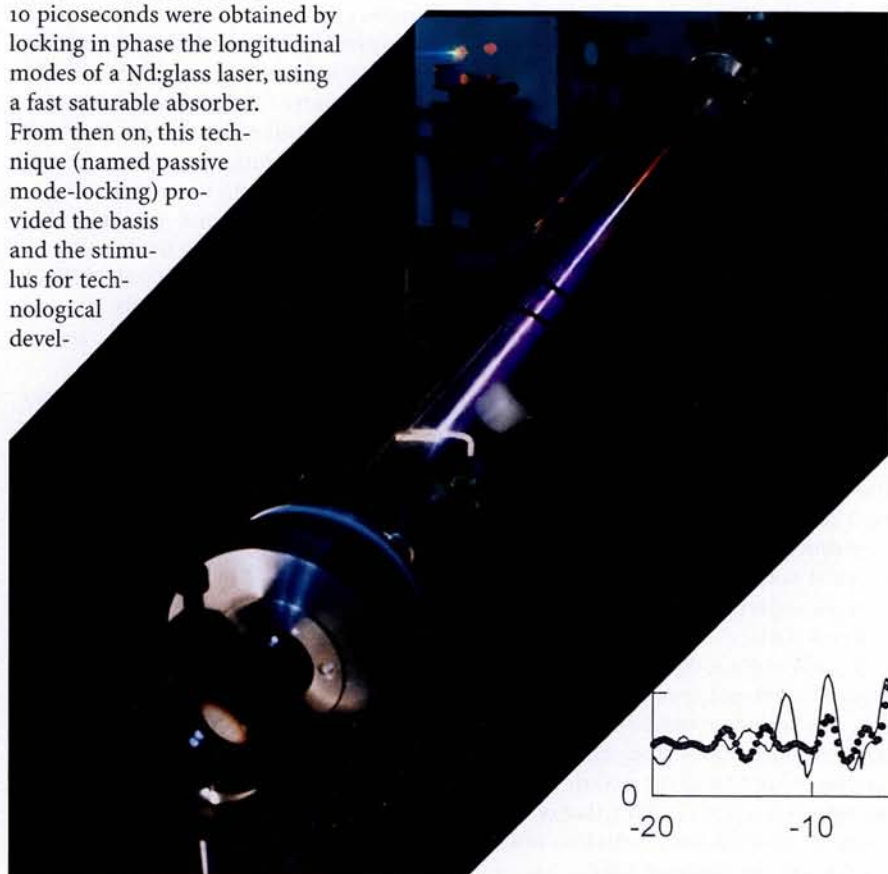 10 picoseconds were obtained by
locking in phase the longitudinal
modes of a Nd:glass laser, using
a fast saturable absorber.
From then on, this tech-
nique (named passive
mode-locking) pro-
vided the basis
and the stimu-
lus for tech-
nological
devel-
0
-20 -10